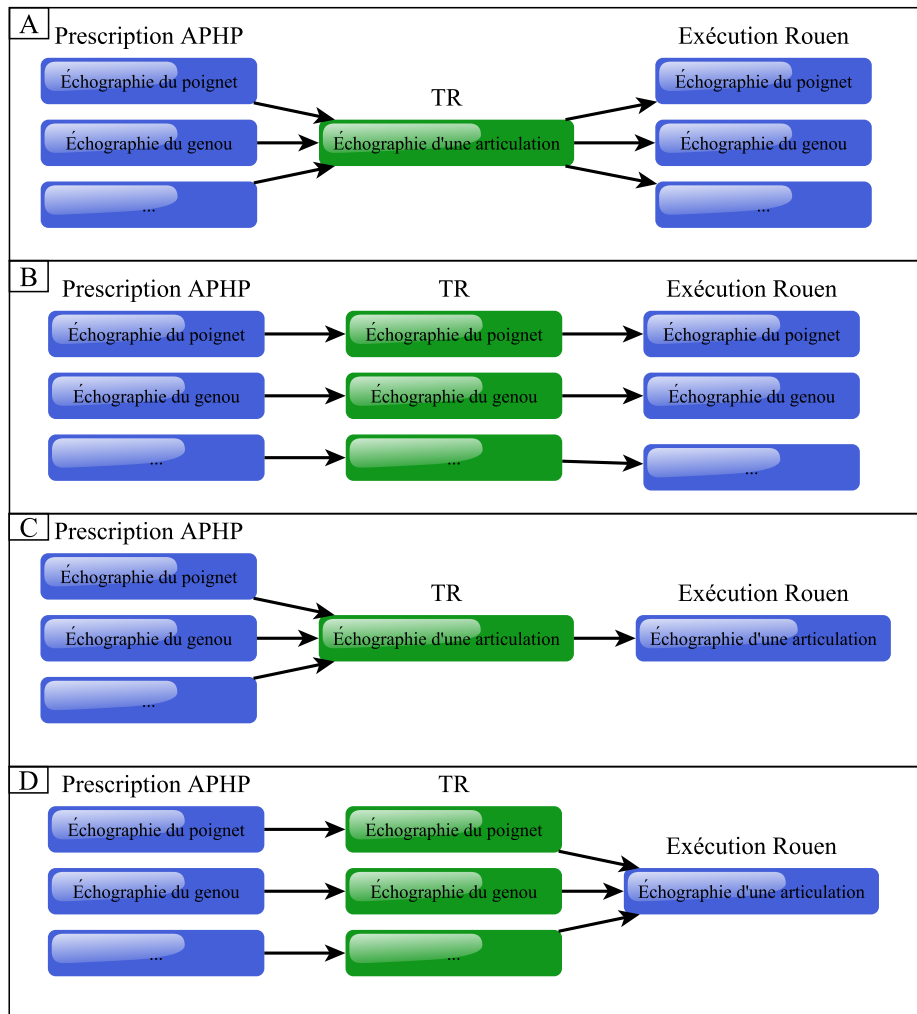 A
Prescription APHP
Exécution Rouen
TR
Échographie du poignet
Échographie du genou
...
Échographie d'une articulation
Échographie du poignet
Échographie du genou
...
B
Prescription APHP
TR
Exécution Rouen
Échographie du poignet
Échographie du poignet
Échographie du poignet
Échographie du genou
Échographie du genou
Échographie du genou
...
...
...
C
Prescription APHP
TR
Exécution Rouen
Échographie du poignet
Échographie du genou
...
Échographie d'une articulation
Échographie d'une articulation
D
Prescription APHP
TR
Exécution Rouen
Échographie du poignet
Échographie du poignet
Échographie du genou
Échographie du genou
Échographie d'une articulation
...
...